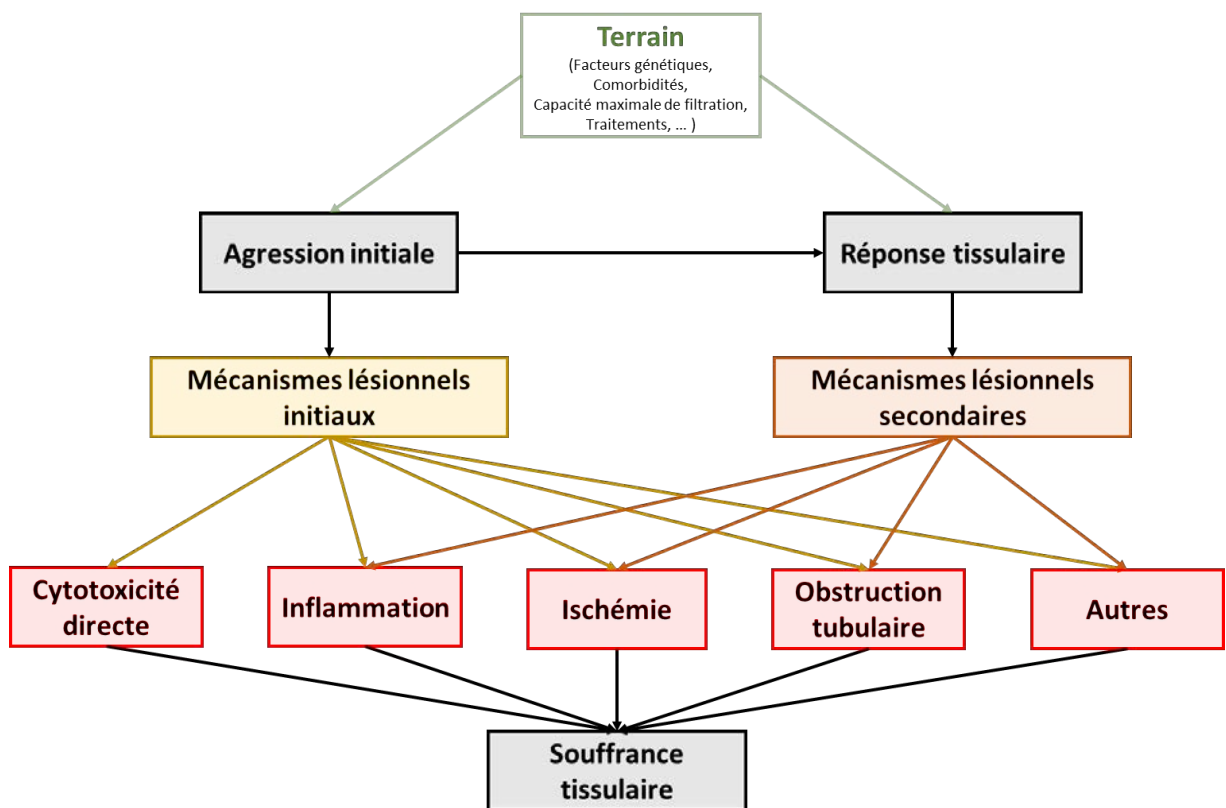 Terrain
(Facteurs génétiques,
Comorbidités,
Capacité maximale de filtration,
Traitements, ... )
Agression initiale
Réponse tissulaire
Mécanismes lésionnels
initiaux
Mécanismes lésionnels
secondaires
Cytotoxicité
directe
Inflammation
Ischémie
Obstruction
tubulaire
Autres
Souffrance
tissulaire